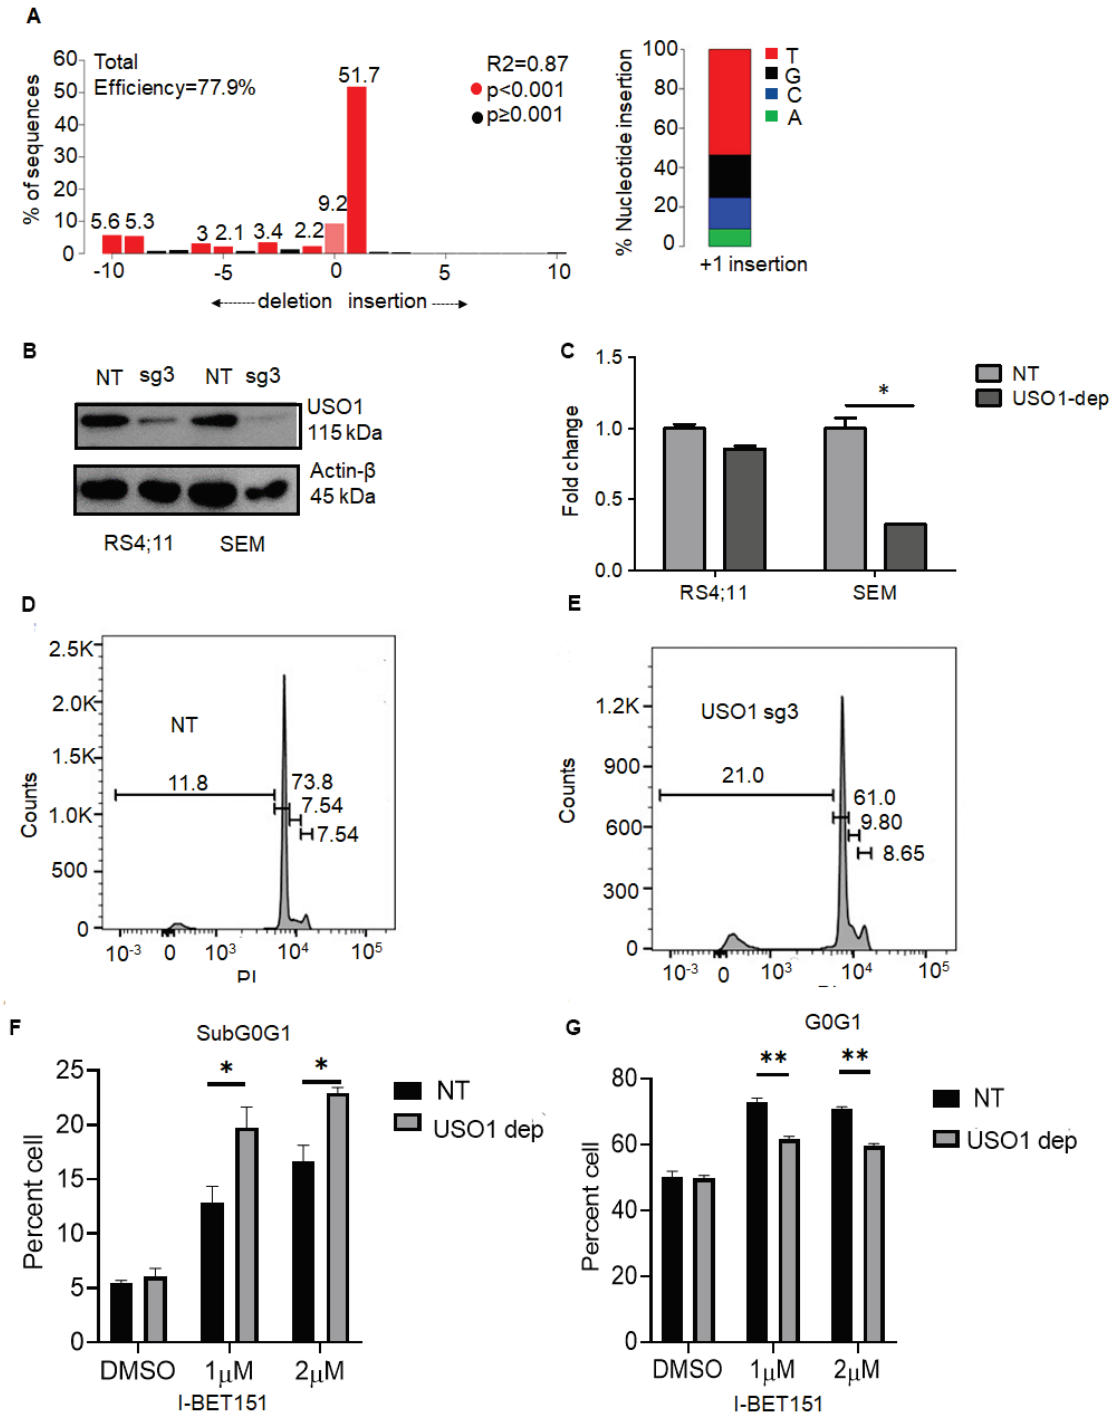 A
Total
Efficiency=77.9%
R2=0.87
p<0.001
p≥0.001
% of sequences
60
50
40
30
20
10
0
5.6 5.3 3 2.1 3.4 2.2 9.2 51.7
-10 -5 0 5 10
deletion insertion
% Nucleotide insertion
100
80
60
40
20
0
T
G
C
A
+1 insertion
B
NT sg3 NT sg3
USO1
115 kDa
Actin-β
45 kDa
RS4;11 SEM
C
Fold change
1.5
1.0
0.5
0.0
*
NT
USO1-dep
RS4;11 SEM
D
Counts
2.5K
2.0K
1.5K
1.0K
500
0
NT
11.8
73.8
7.54
7.54
10-3 0 103 104 105
E
Counts
1.2K
900
600
300
0
USO1 sg3
21.0
61.0
9.80
8.65
10-3 0 103 104 105
F
SubG0G1
Percent cell
25
20
15
10
5
0
* *
NT
USO1 dep
DMSO 1μM 2μM
I-BET151
G
G0G1
Percent cell
80
60
40
20
0
** **
NT
USO1 dep
DMSO 1μM 2μM
I-BET151